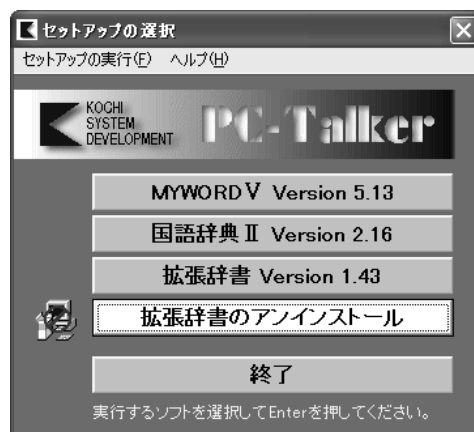 セットアップの選択
セットアップの実行(F) ヘルプ(H)
KOCHI
SYSTEM
DEVELOPMENT
PC-Talker
MYWORD V Version 5.13
国語辞典Ⅱ Version 2.16
拡張辞書 Version 1.43
拡張辞書のアンインストール
終了
実行するソフトを選択してEnterを押してください。